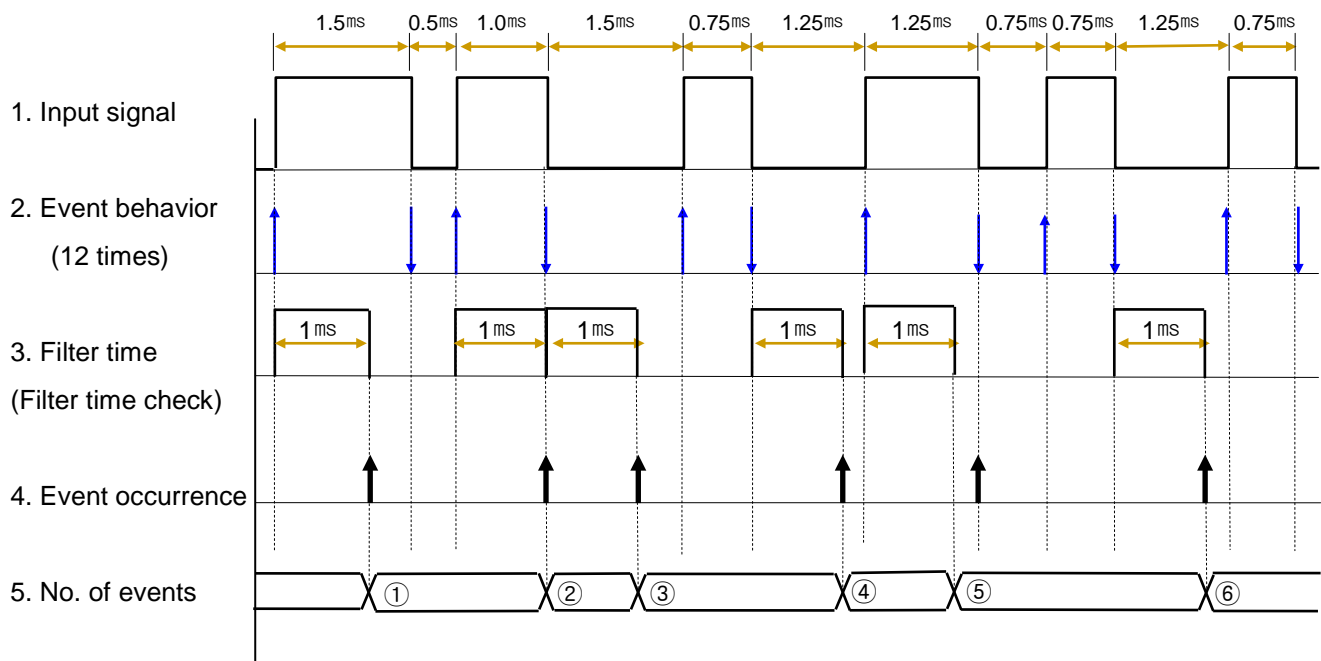 1.5㎳ 0.5㎳ 1.0㎳ 1.5㎳ 0.75㎳ 1.25㎳ 1.25㎳ 0.75㎳ 0.75㎳ 1.25㎳ 0.75㎳
1. Input signal
2. Event behavior
(12 times)
1㎳ 1㎳ 1㎳ 1㎳ 1㎳ 1㎳
3. Filter time
(Filter time check)
4. Event occurrence
5. No. of events ① ② ③ ④ ⑤ ⑥